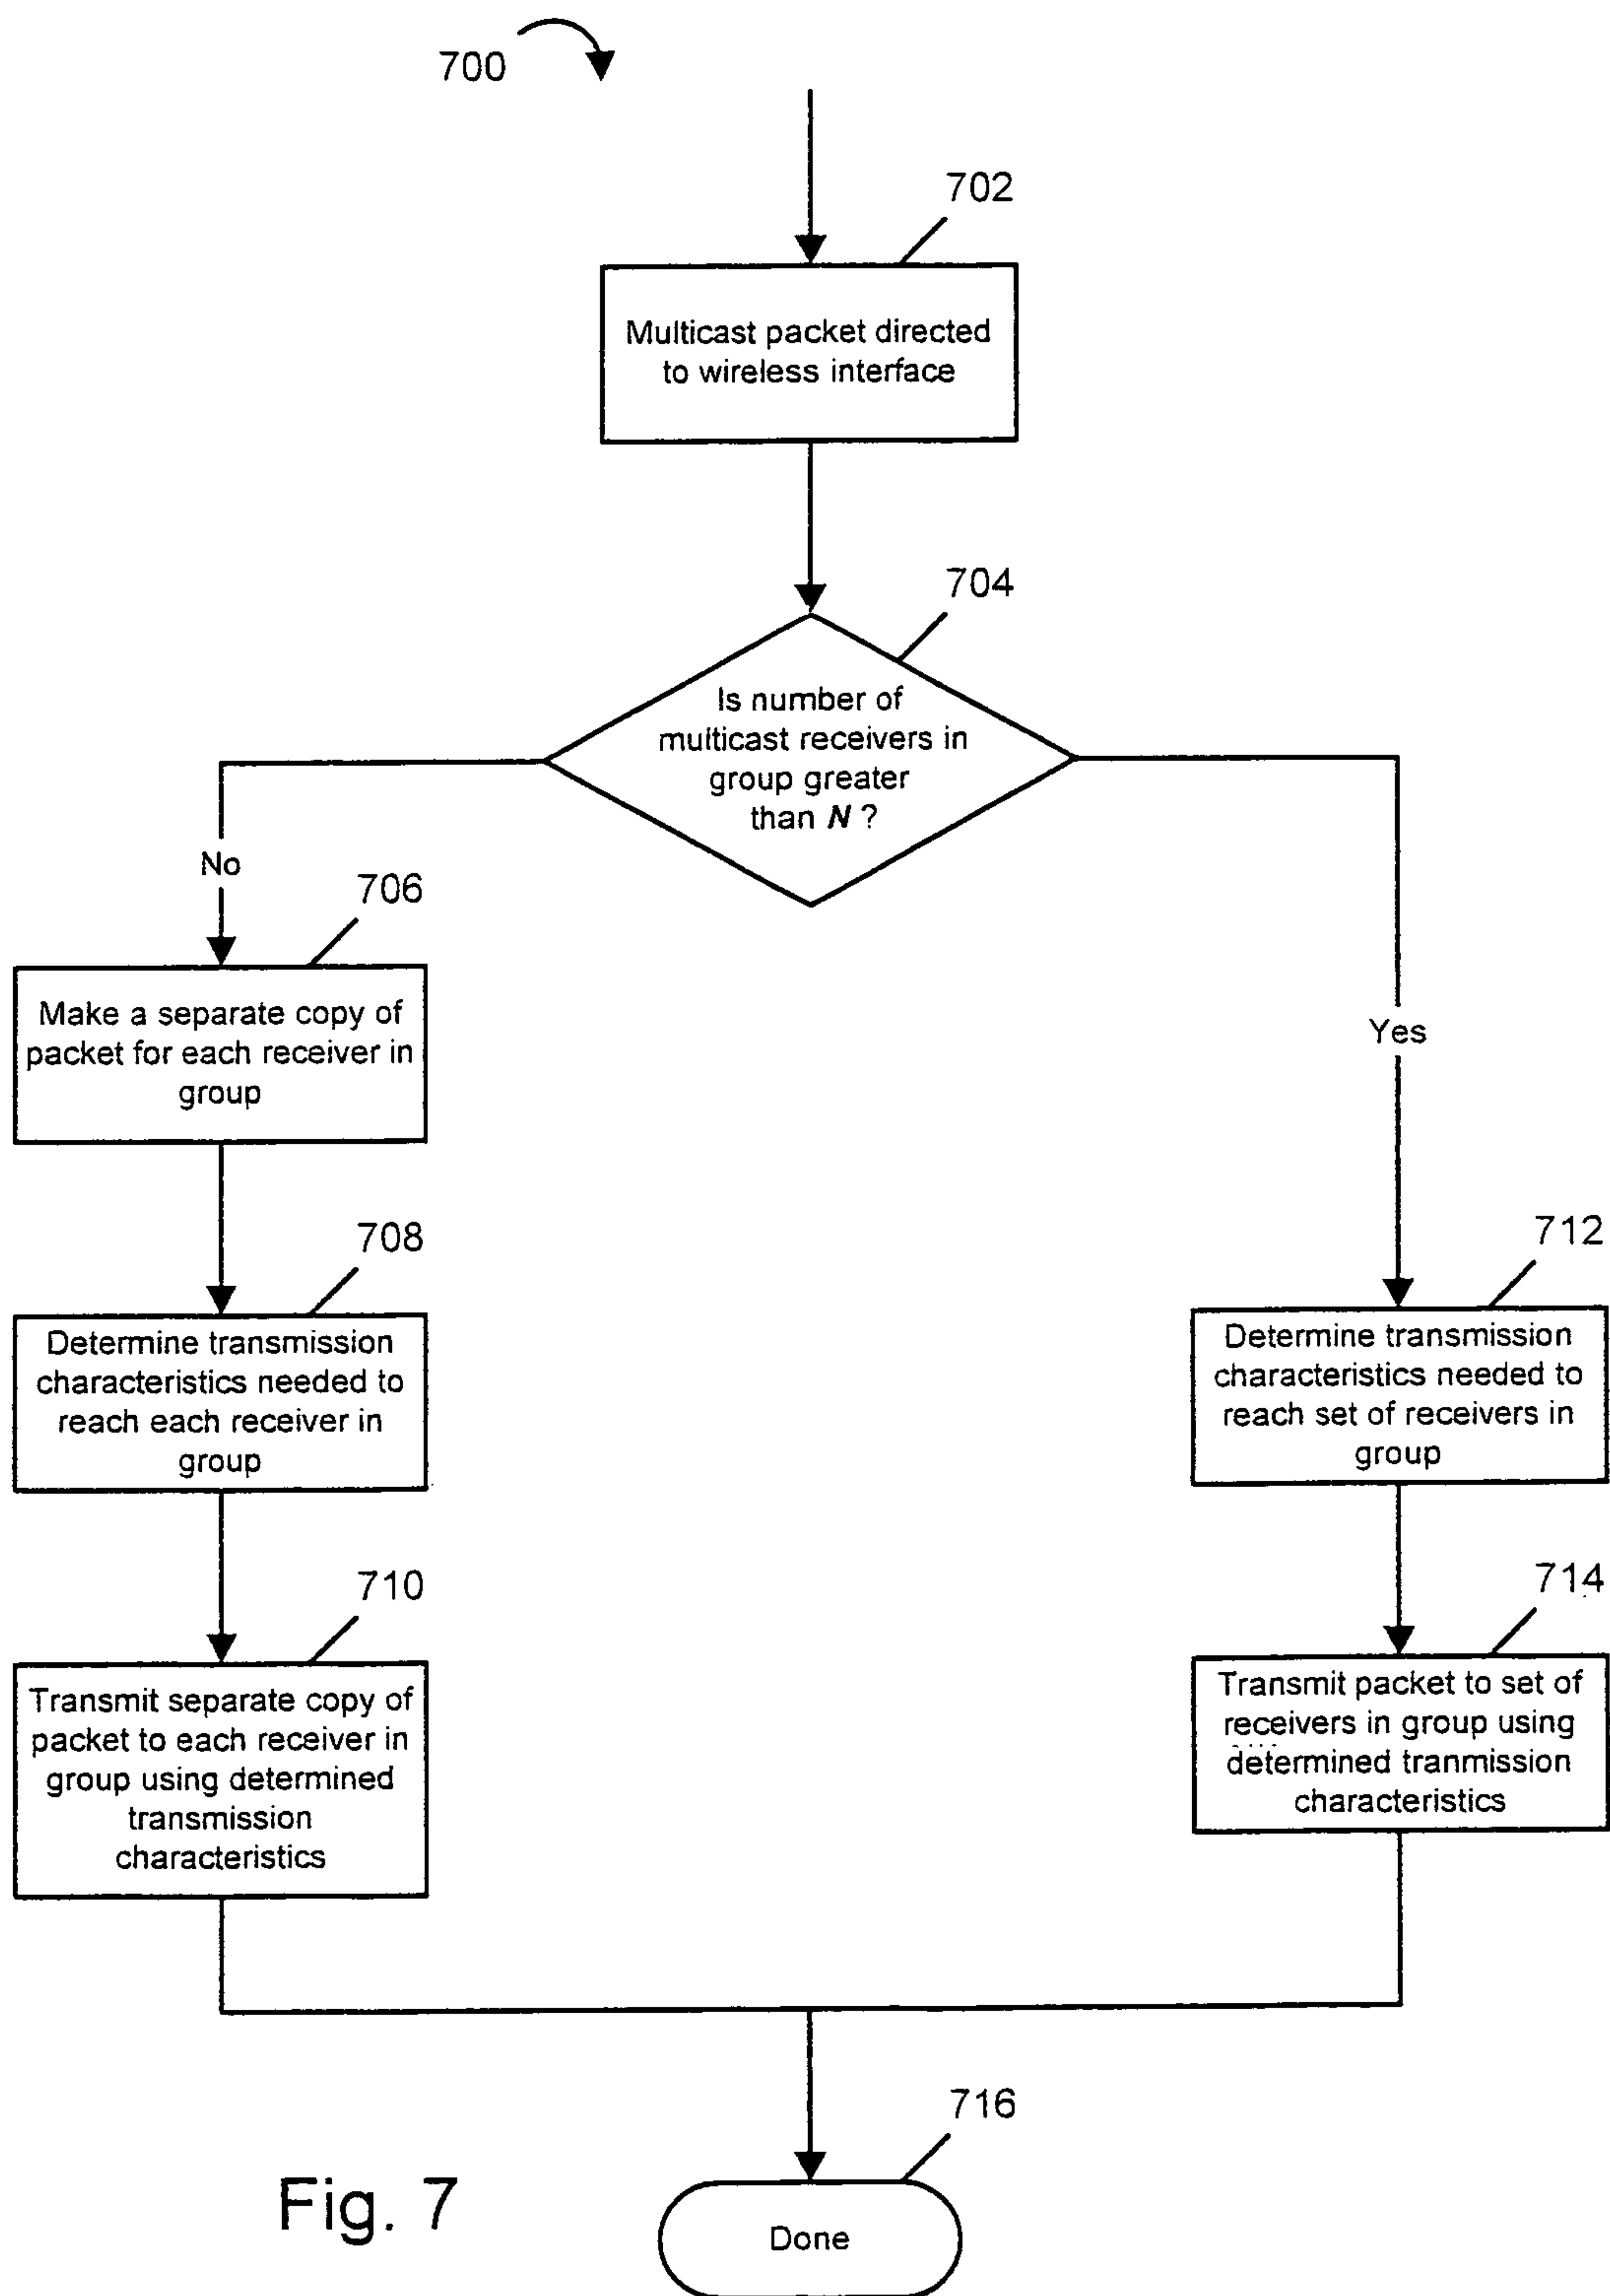 700
702
Multicast packet directed
to wireless interface
704
Is number of
multicast receivers in
group greater
than N ?
No
706
Make a separate copy of
packet for each receiver in
group
Yes
708
Determine transmission
characteristics needed to
reach each receiver in
group
712
Determine transmission
characteristics needed to
reach set of receivers in
group
710
Transmit separate copy of
packet to each receiver in
group using determined
transmission
characteristics
714
Transmit packet to set of
receivers in group using
determined tranmission
characteristics
716
Done
Fig. 7